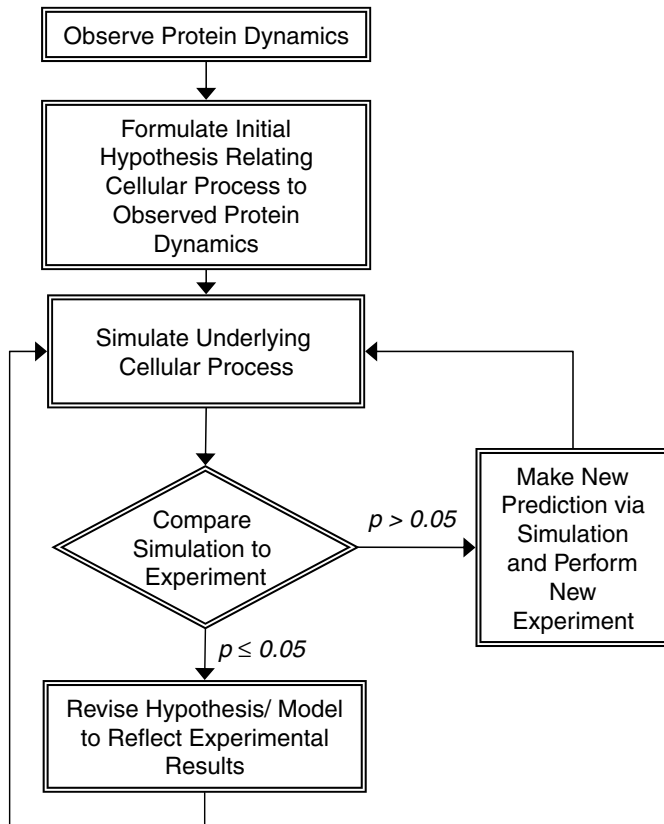 Observe Protein Dynamics
Formulate Initial
Hypothesis Relating
Cellular Process to
Observed Protein
Dynamics
Simulate Underlying
Cellular Process
Compare
Simulation to
Experiment
p > 0.05
Make New
Prediction via
Simulation
and Perform
New
Experiment
p ≤ 0.05
Revise Hypothesis/ Model
to Reflect Experimental
Results